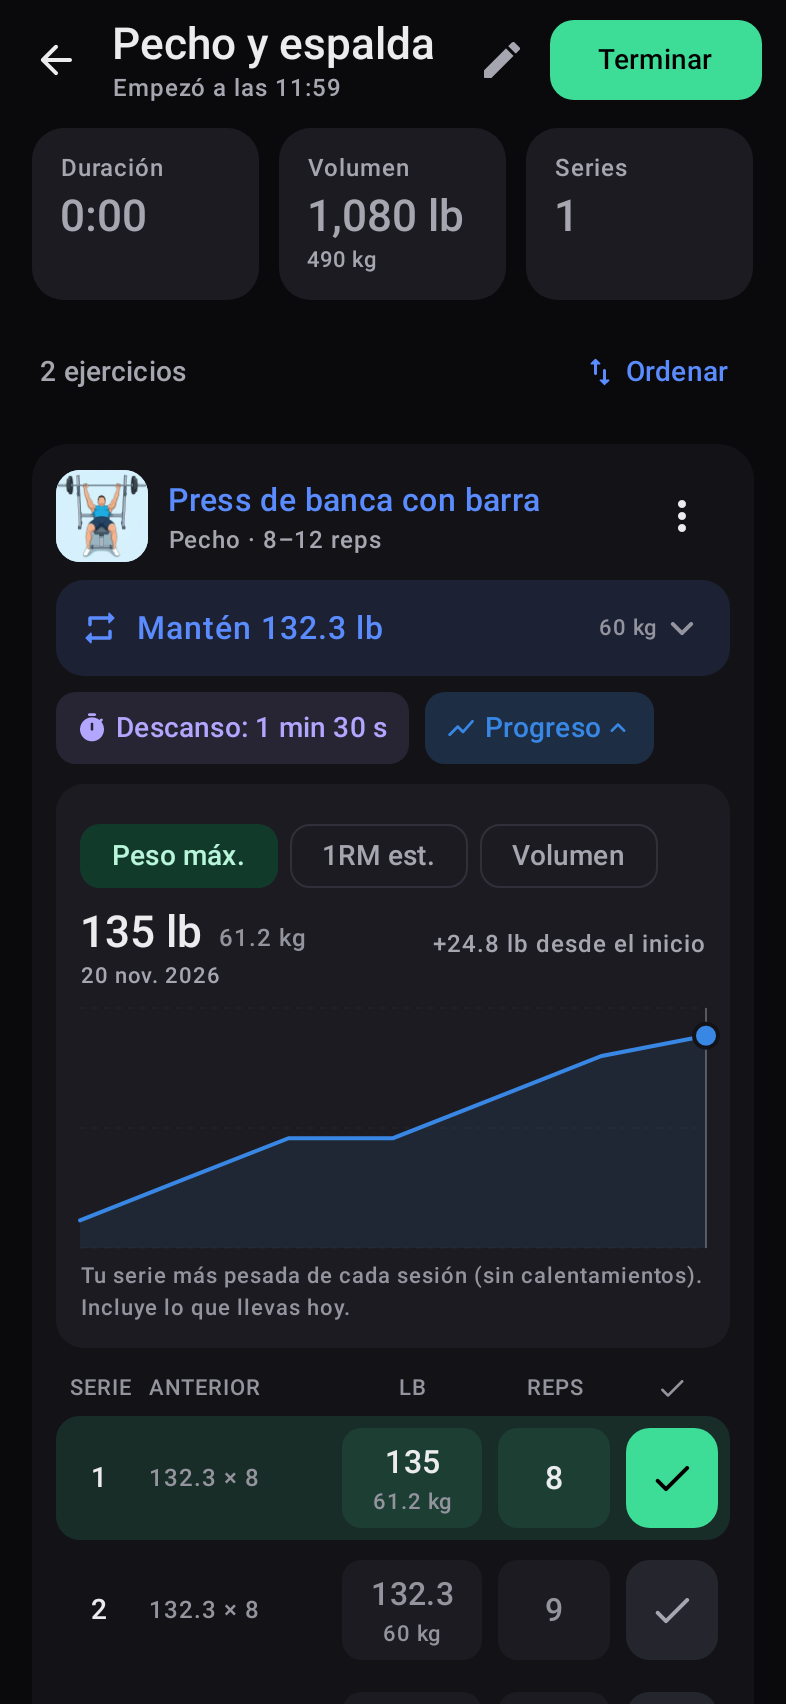 Pecho y espalda
Empezó a las 11:59
Terminar
Duración
0:00
Volumen
1,080 lb
490 kg
Series
1
2 ejercicios
Ordenar
Press de banca con barra
Pecho · 8–12 reps
Mantén 132.3 lb
60 kg
Descanso: 1 min 30 s
Progreso
Peso máx.
1RM est.
Volumen
135 lb 61.2 kg
+24.8 lb desde el inicio
20 nov. 2026
Tu serie más pesada de cada sesión (sin calentamientos).
Incluye lo que llevas hoy.
SERIE ANTERIOR LB REPS
1 132.3 × 8 135 8
61.2 kg
2 132.3 × 8 132.3 9
60 kg